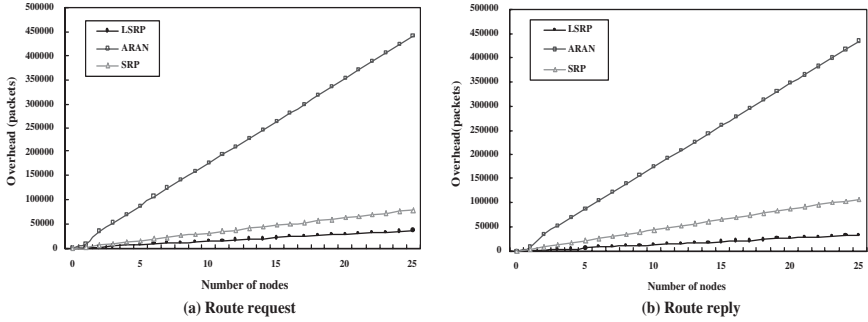 500000
450000
400000
350000
300000
250000
200000
150000
100000
50000
0
Overhead (packets)
LSRP
ARAN
SRP
0 5 10 15 20 25
Number of nodes
(a) Route request
500000
450000
400000
350000
300000
250000
200000
150000
100000
50000
0
Overhead(packets)
LSRP
ARAN
SRP
0 5 10 15 20 25
Number of nodes
(b) Route reply